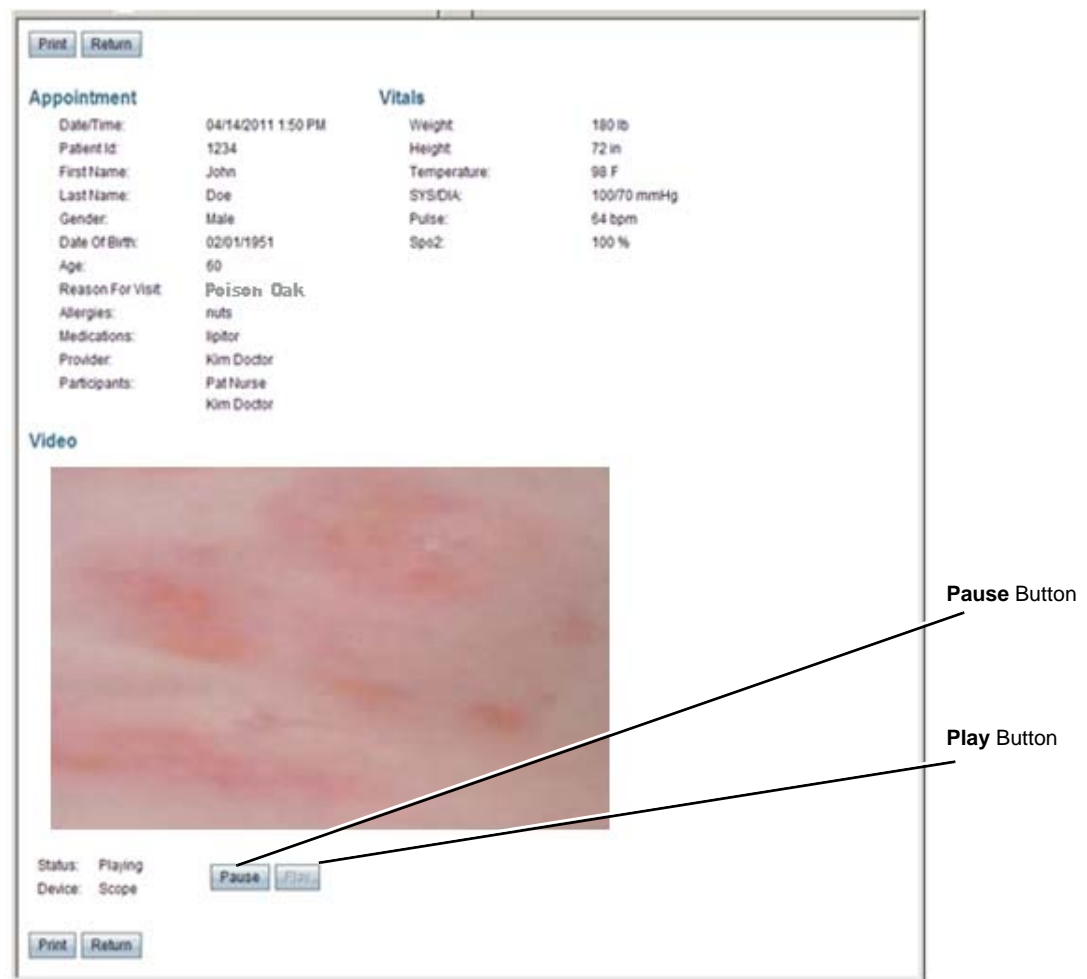 Print Return
Appointment
Date/Time: 04/14/2011 1:50 PM
Patient Id: 1234
First Name: John
Last Name: Doe
Gender: Male
Date Of Birth: 02/01/1951
Age: 60
Reason For Visit: Poison Oak
Allergies: nuts
Medications: lipitor
Provider: Kim Doctor
Participants: Pat Nurse
Kim Doctor
Vitals
Weight: 180 lb
Height: 72 in
Temperature: 98 F
SYS/DIA: 100/70 mmHg
Pulse: 64 bpm
Spo2: 100 %
Video
Pause Button
Play Button
Status: Playing
Device: Scope
Pause Play
Print Return